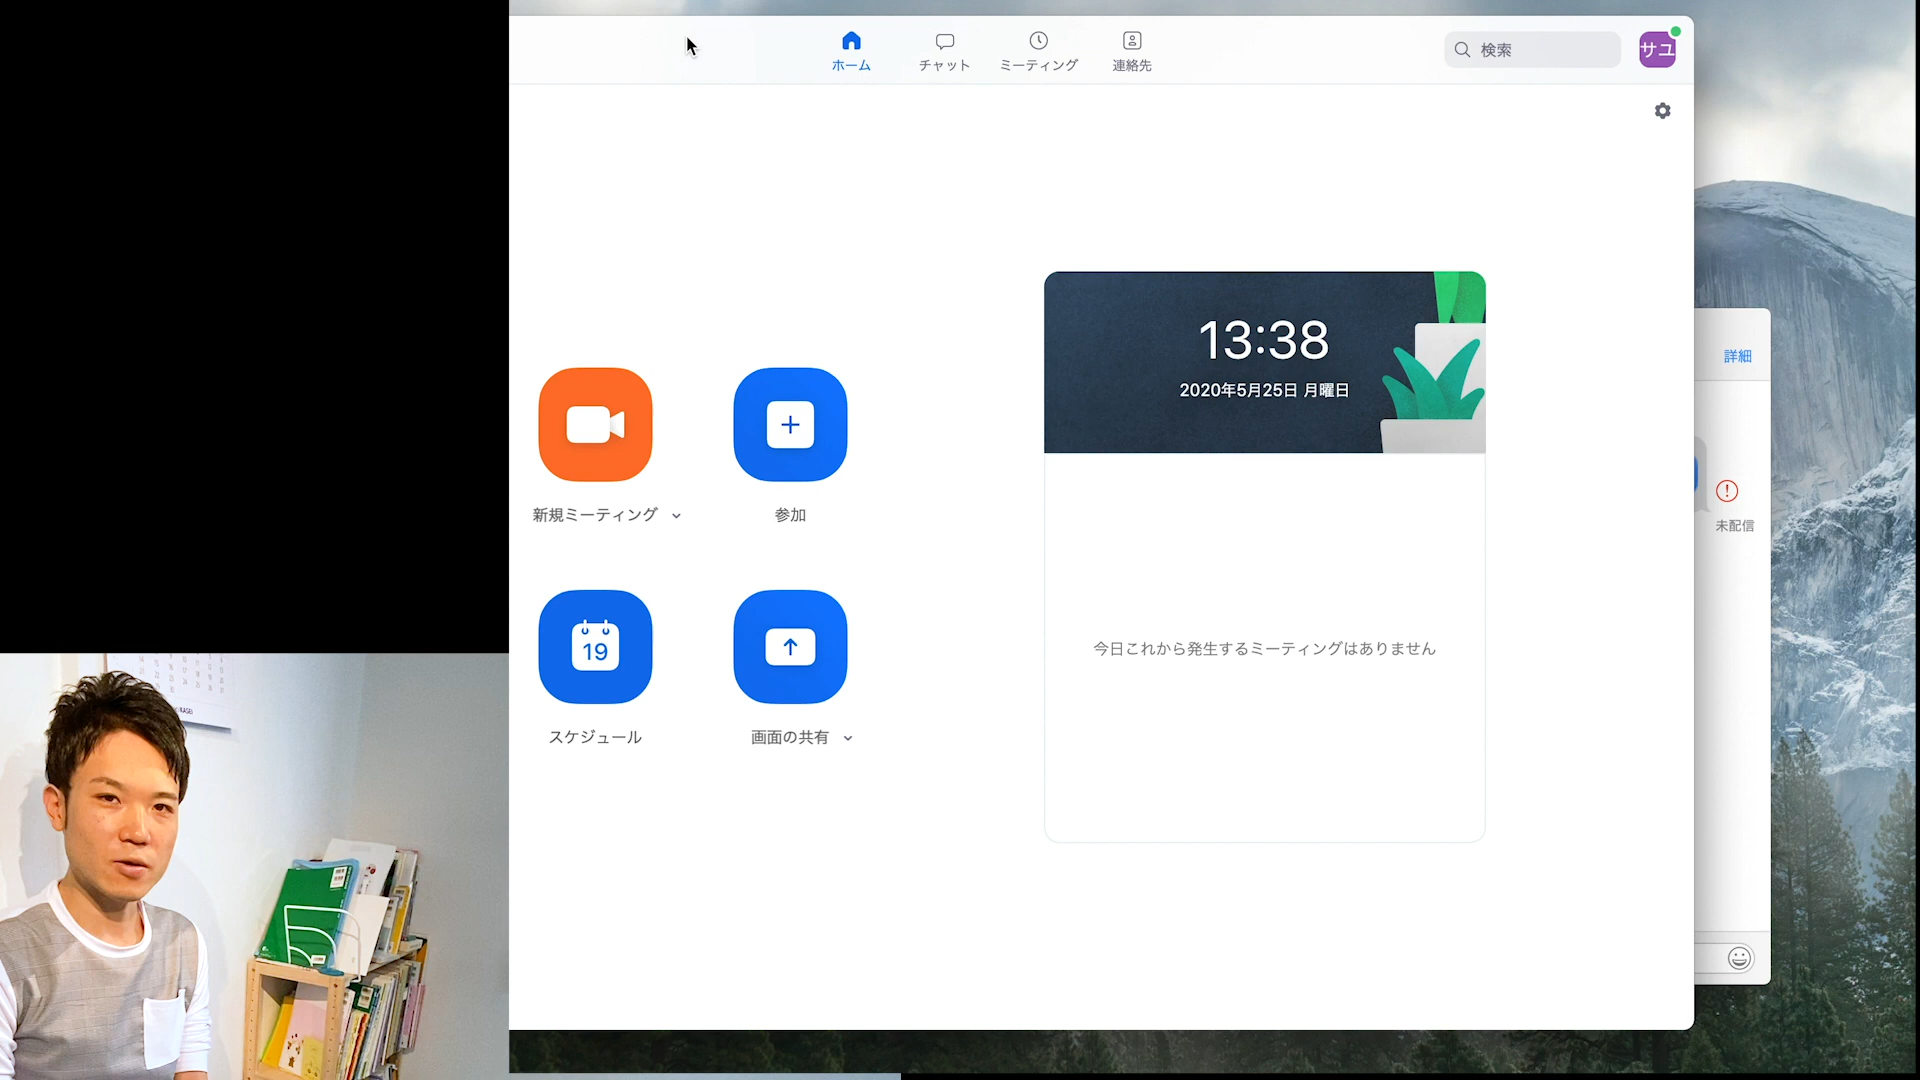 ホーム
チャット
ミーティング
連絡先
検索
サユ
13:38
2020年5月25日 月曜日
詳細
新規ミーティング
参加
未配信
19
スケジュール
画面の共有
今日これから発生するミーティングはありません
KASEI